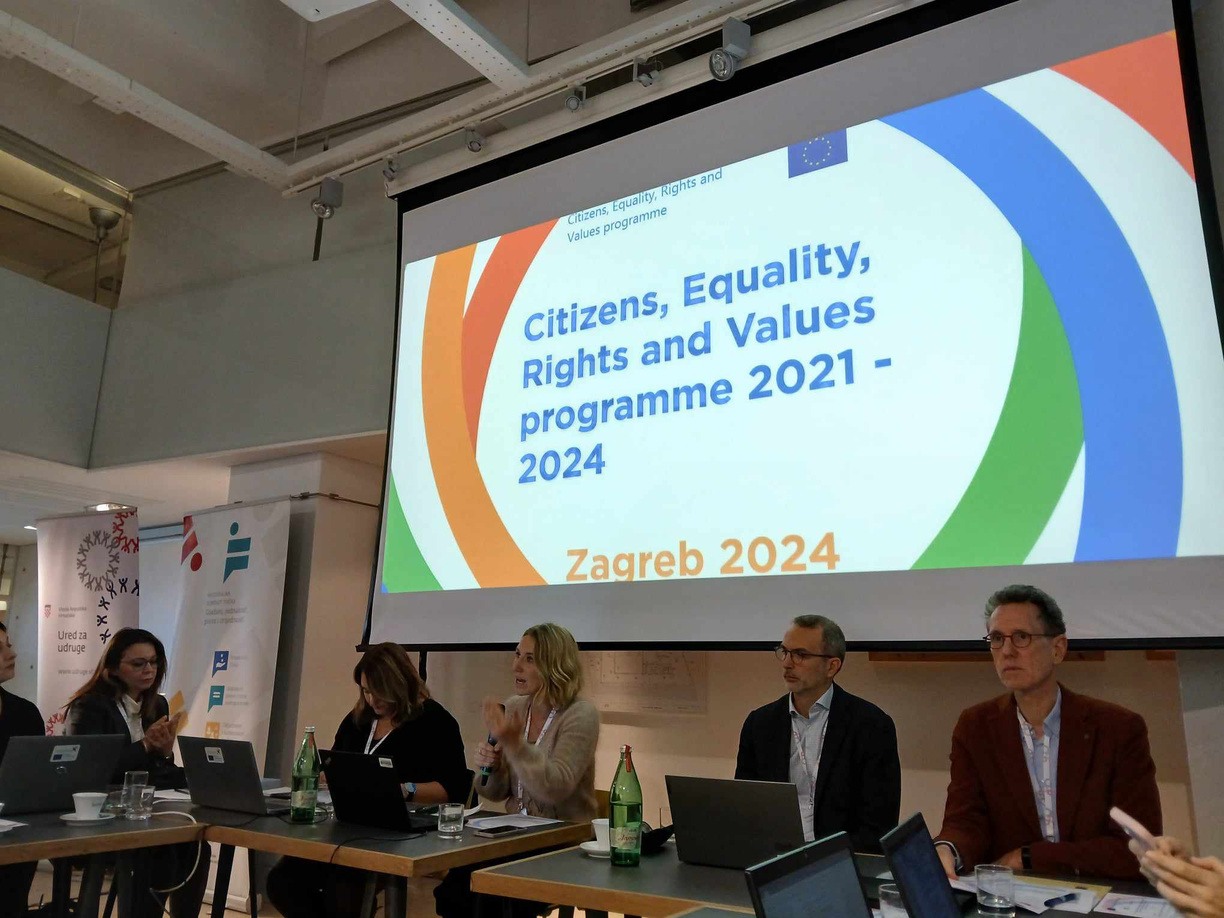 Citizens, Equality, Rights and
Values programme
Citizens, Equality,
Rights and Values
programme 2021 -
2024
Zagreb 2024
Ured za
udruge